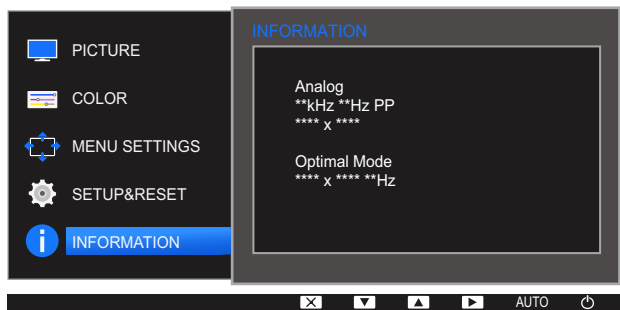 PICTURE
COLOR
MENU SETTINGS
SETUP&RESET
INFORMATION
INFORMATION
Analog
**kHz **Hz PP
**** x ****
Optimal Mode
**** x **** **Hz
AUTO